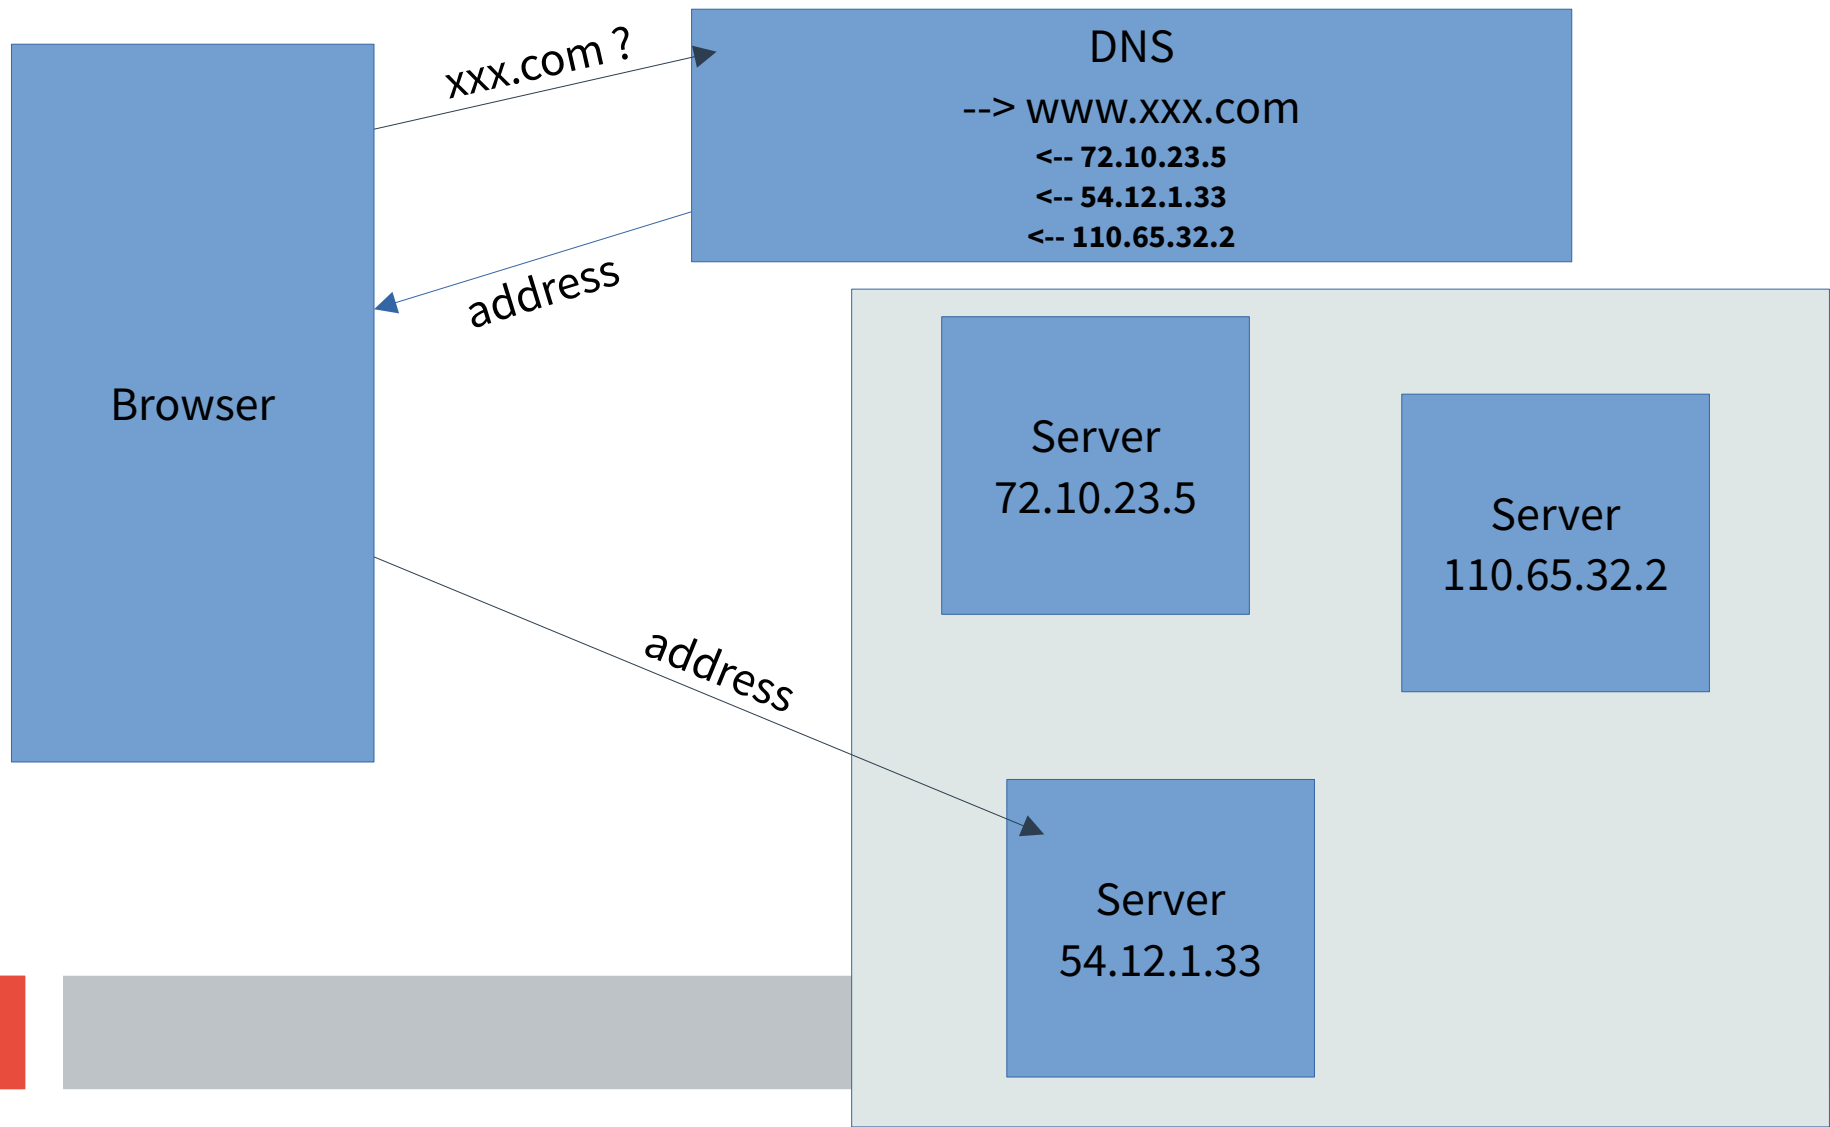 xxx.com ?
DNS
--> www.xxx.com
<-- 72.10.23.5
<-- 54.12.1.33
<-- 110.65.32.2
address
Browser
Server
72.10.23.5
Server
110.65.32.2
address
Server
54.12.1.33